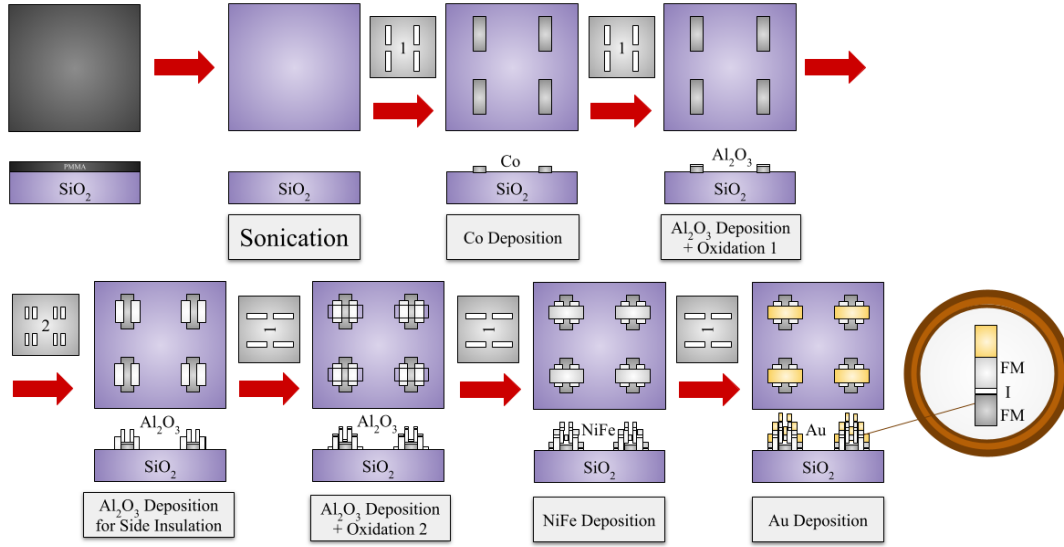 1
1
PMMA
SiO₂
SiO₂
Co
SiO₂
Al₂O₃
SiO₂
Sonication
Co Deposition
Al₂O₃ Deposition
+ Oxidation 1
2
1
1
1
FM
I
FM
Al₂O₃
SiO₂
Al₂O₃
SiO₂
NiFe
SiO₂
Au
SiO₂
Al₂O₃ Deposition
for Side Insulation
Al₂O₃ Deposition
+ Oxidation 2
NiFe Deposition
Au Deposition